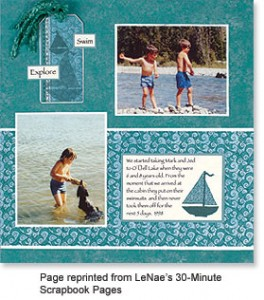 Swim
Explore
We started taking Mark and Jed
to O'Dell Lake when they were
6 and 8 years old. From the
moment that we arrived at
the cabin they put on their
swimsuits, and then never
took them off for the
next 5 days. 1998
Page reprinted from LeNae's 30-Minute
Scrapbook Pages